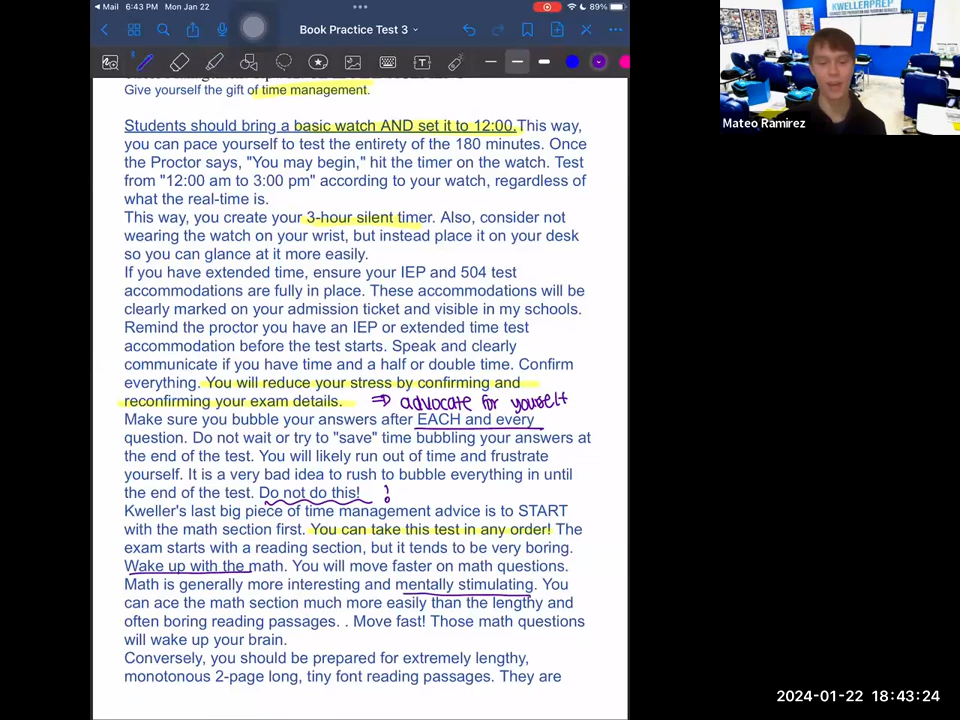 Mail 6:43 PM Mon Jan 22
89%
Book Practice Test 3
Give yourself the gift of time management.
Students should bring a basic watch AND set it to 12:00.This way,
you can pace yourself to test the entirety of the 180 minutes. Once
the Proctor says, "You may begin," hit the timer on the watch. Test
from "12:00 am to 3:00 pm" according to your watch, regardless of
what the real-time is.
This way, you create your 3-hour silent timer. Also, consider not
wearing the watch on your wrist, but instead place it on your desk
so you can glance at it more easily.
If you have extended time, ensure your IEP and 504 test
accommodations are fully in place. These accommodations will be
clearly marked on your admission ticket and visible in my schools.
Remind the proctor you have an IEP or extended time test
accommodation before the test starts. Speak and clearly
communicate if you have time and a half or double time. Confirm
everything. You will reduce your stress by confirming and
reconfirming your exam details. ⇒ advocate for yourself
Make sure you bubble your answers after EACH and every
question. Do not wait or try to "save" time bubbling your answers at
the end of the test. You will likely run out of time and frustrate
yourself. It is a very bad idea to rush to bubble everything in until
the end of the test. Do not do this! !
Kweller's last big piece of time management advice is to START
with the math section first. You can take this test in any order! The
exam starts with a reading section, but it tends to be very boring.
Wake up with the math. You will move faster on math questions.
Math is generally more interesting and mentally stimulating. You
can ace the math section much more easily than the lengthy and
often boring reading passages. . Move fast! Those math questions
will wake up your brain.
Conversely, you should be prepared for extremely lengthy,
monotonous 2-page long, tiny font reading passages. They are
KWELLERPREP
Mateo Ramirez
2024-01-22 18:43:24